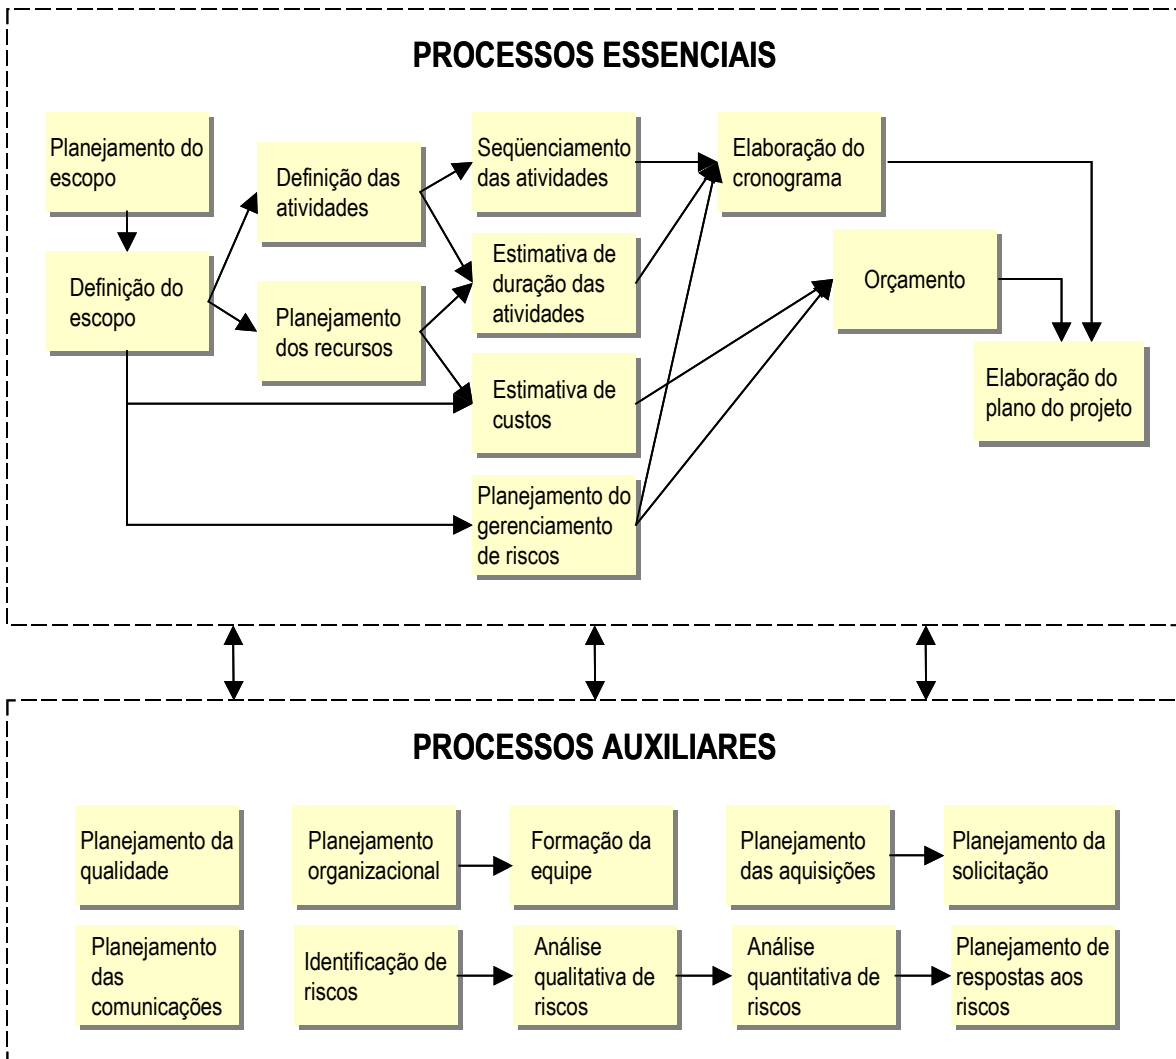 PROCESSOS ESSENCIAIS
Planejamento do
escopo
Definição das
atividades
Seqüenciamento
das atividades
Elaboração do
cronograma
Definição do
escopo
Planejamento
dos recursos
Estimativa de
duração das
atividades
Orçamento
Estimativa de
custos
Elaboração do
plano do projeto
Planejamento do
gerenciamento
de riscos
PROCESSOS AUXILIARES
Planejamento da
qualidade
Planejamento
organizacional
Formação da
equipe
Planejamento
das aquisições
Planejamento da
solicitação
Planejamento
das
comunicações
Identificação de
riscos
Análise
qualitativa de
riscos
Análise
quantitativa de
riscos
Planejamento de
respostas aos
riscos